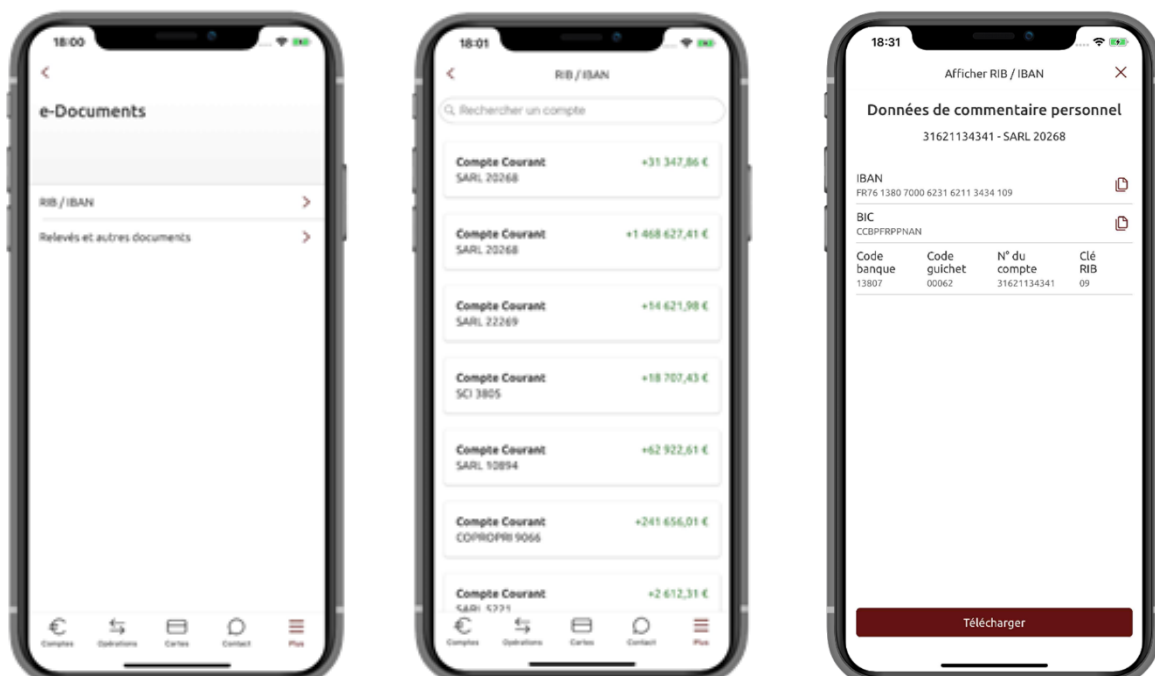 18:00
e-Documents
RIB / IBAN
Relevés et autres documents
Comptes
Opérations
Cartes
Contact
Plus
18:01
RIB / IBAN
Rechercher un compte
Compte Courant +31 347,86 €
SARL 20268
Compte Courant +1 468 627,41 €
SARL 20268
Compte Courant +14 621,98 €
SARL 22269
Compte Courant +18 707,43 €
SCI 3805
Compte Courant +62 922,61 €
SARL 10894
Compte Courant +241 656,01 €
COPROPRI 9066
Compte Courant +2 612,31 €
SARL 5221
Comptes
Opérations
Cartes
Contact
Plus
18:31
Afficher RIB / IBAN
Données de commentaire personnel
31621134341 - SARL 20268
IBAN
FR76 1380 7000 6231 6211 3434 109
BIC
CCBPFRPPNAN
Code banque
13807
Code guichet
00062
N° du compte
31621134341
Clé RIB
09
Télécharger